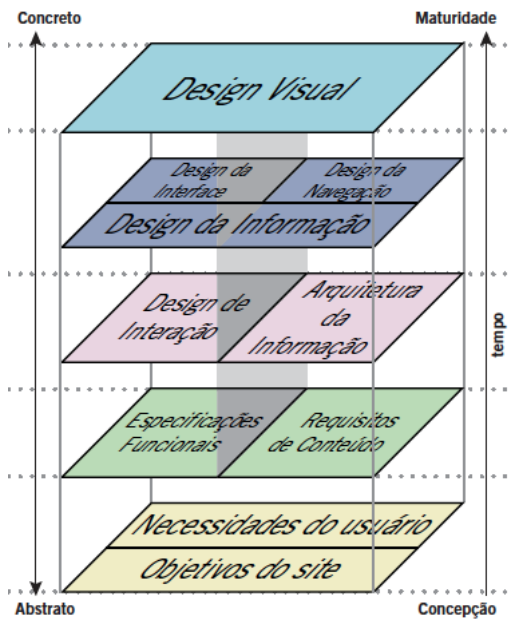 Concreto
Maturidade
Design Visual
Design da
Interface
Design da
Navegação
Design da Informação
Design de
Interação
Arquitetura
da
Informação
tempo
Especificações
Funcionais
Requisitos
de Conteúdo
Necessidades do usuário
Objetivos do site
Abstrato
Concepção